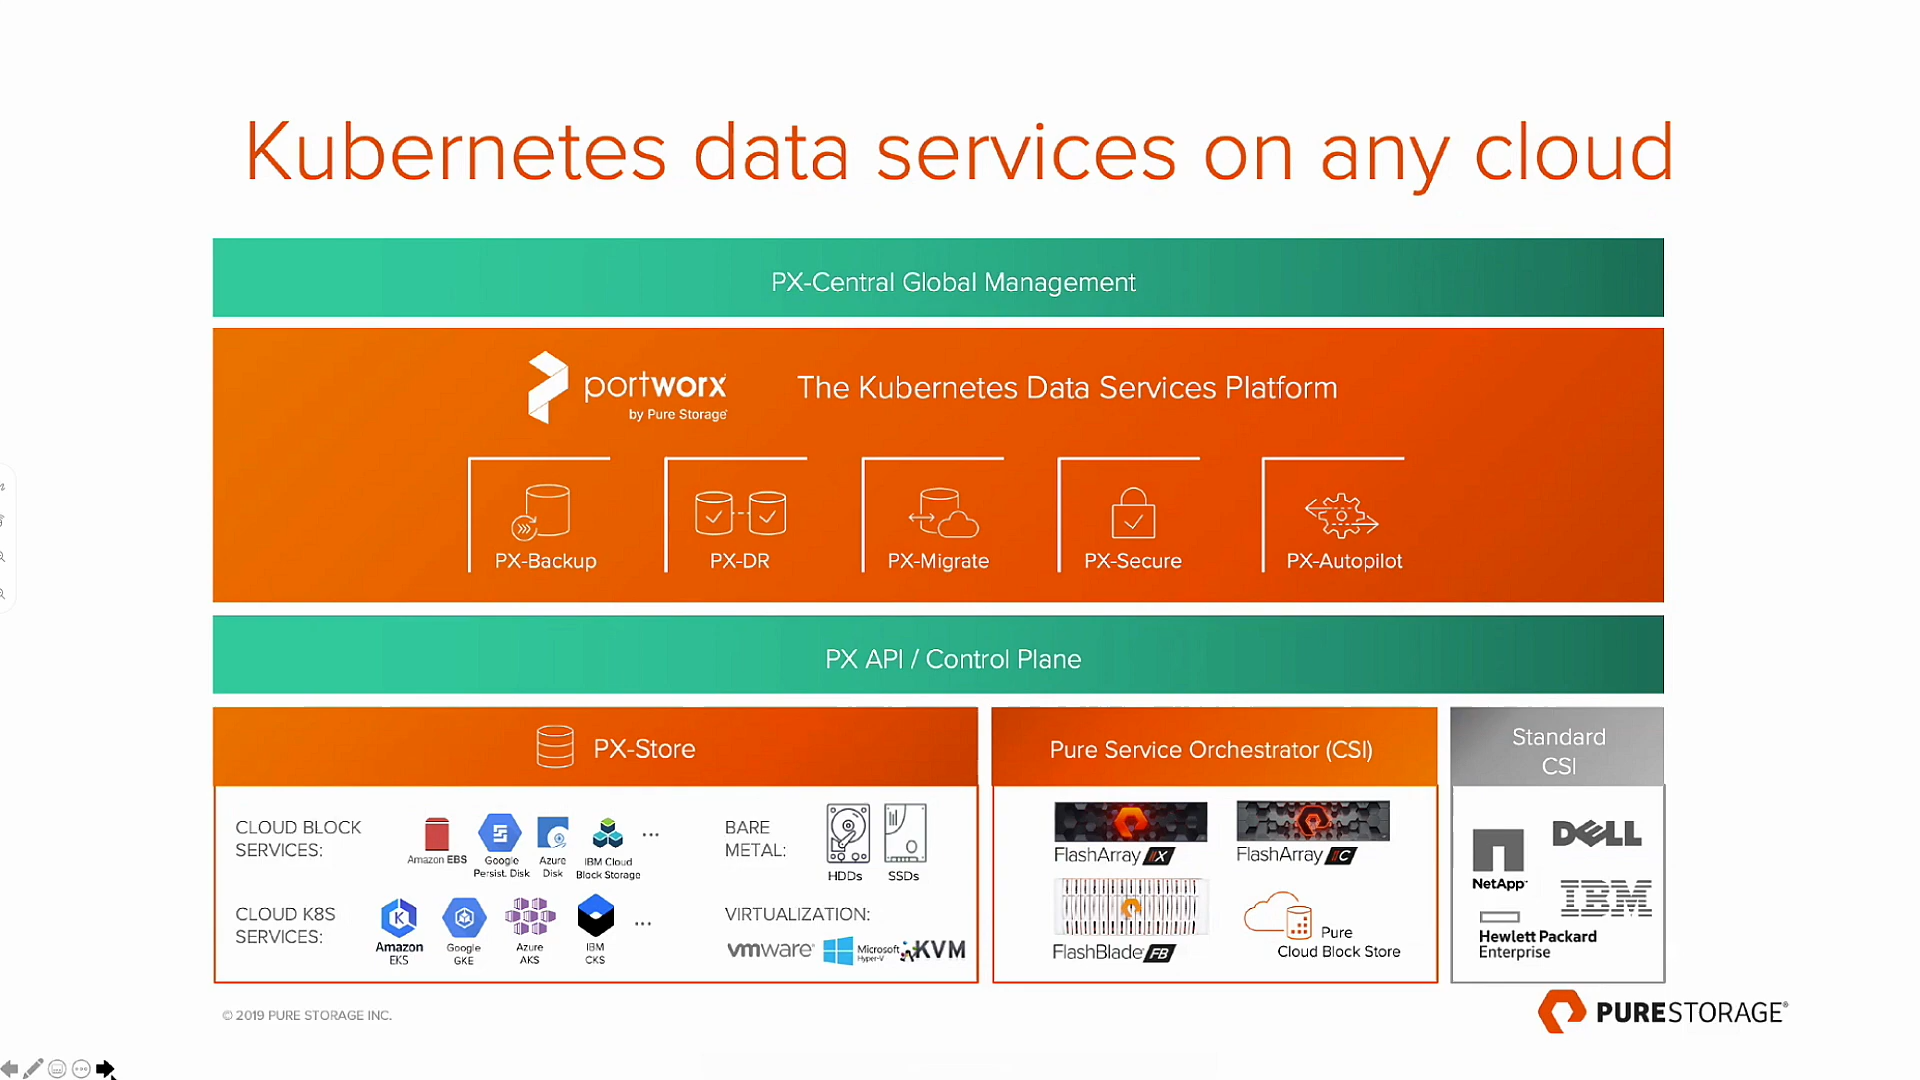 Kubernetes data services on any cloud
PX-Central Global Management
portworx
by Pure Storage
The Kubernetes Data Services Platform
PX-Backup
PX-DR
PX-Migrate
PX-Secure
PX-Autopilot
PX API / Control Plane
PX-Store
CLOUD BLOCK
SERVICES:
Amazon EBS
Google
Persist. Disk
Azure
Disk
IBM Cloud
Block Storage
...
BARE
METAL:
HDDs
SSDs
CLOUD K8S
SERVICES:
Amazon
EKS
Google
GKE
Azure
AKS
IBM
CKS
...
VIRTUALIZATION:
vmware®
Microsoft
Hyper-V
KVM
Pure Service Orchestrator (CSI)
FlashArray //X
FlashArray //C
FlashBlade® FB
Pure
Cloud Block Store
Standard
CSI
NetApp™
DELL
IBM
Hewlett Packard
Enterprise
© 2019 PURE STORAGE INC.
PURESTORAGE®